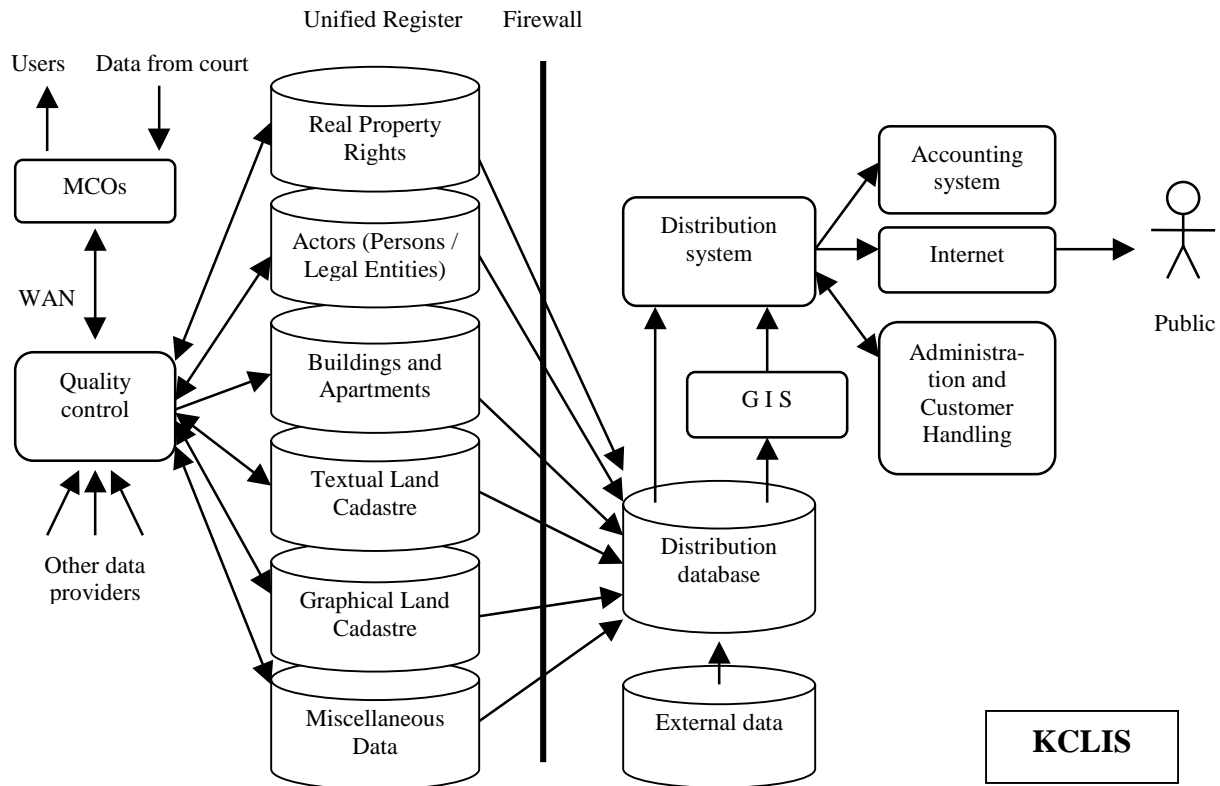 Unified Register
Firewall
Users
Data from court
MCOs
WAN
Quality
control
Other data
providers
Real Property
Rights
Actors (Persons /
Legal Entities)
Buildings and
Apartments
Textual Land
Cadastre
Graphical Land
Cadastre
Miscellaneous
Data
Distribution
system
G I S
Distribution
database
External data
Accounting
system
Internet
Administra-
tion and
Customer
Handling
Public
KCLIS